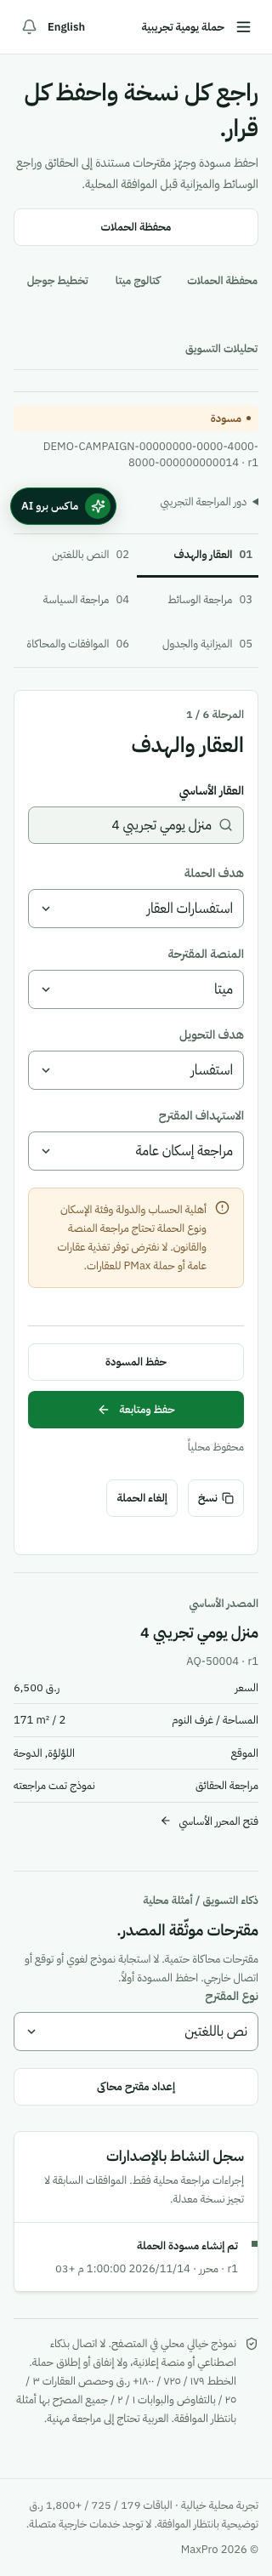 حملة يومية تجريبية
English
راجع كل نسخة واحفظ كل
قرار.
احفظ مسودة وجهّز مقترحات مستندة إلى الحقائق وراجع
الوسائط والميزانية قبل الموافقة المحلية.
محفظة الحملات
محفظة الحملات
كتالوج ميتا
تخطيط جوجل
تحليلات التسويق
• مسودة
DEMO-CAMPAIGN-00000000-0000-4000-
8000-000000000014 · r1
◀ دور المراجعة التجريبي
ماكس برو AI
01 العقار والهدف
02 النص باللغتين
03 مراجعة الوسائط
04 مراجعة السياسة
05 الميزانية والجدول
06 الموافقات والمحاكاة
المرحلة 6 / 1
العقار والهدف
العقار الأساسي
منزل يومي تجريبي 4
هدف الحملة
استفسارات العقار
المنصة المقترحة
ميتا
هدف التحويل
استفسار
الاستهداف المقترح
مراجعة إسكان عامة
أهلية الحساب والدولة وفئة الإسكان
ونوع الحملة تحتاج مراجعة المنصة
والقانون. لا نفترض توفر تغذية عقارات
عامة أو حملة PMax للعقارات.
حفظ المسودة
حفظ ومتابعة
محفوظ محلياً
نسخ
إلغاء الحملة
المصدر الأساسي
منزل يومي تجريبي 4
AQ-50004 · r1
السعر
ر.ق 6,500
المساحة / غرف النوم
171 m² / 2
الموقع
اللؤلؤة, الدوحة
مراجعة الحقائق
نموذج تمت مراجعته
فتح المحرر الأساسي
ذكاء التسويق / أمثلة محلية
مقترحات موثّقة المصدر.
مقترحات محاكاة حتمية. لا استجابة نموذج لغوي أو توقع أو
اتصال خارجي. احفظ المسودة أولاً.
نوع المقترح
نص باللغتين
إعداد مقترح محاكى
سجل النشاط بالإصدارات
إجراءات مراجعة محلية فقط. الموافقات السابقة لا
تجيز نسخة معدلة.
تم إنشاء مسودة الحملة
r1 · محرر · 2026/11/14 1:00:00 م +03
نموذج خيالي محلي في المتصفح. لا اتصال بذكاء
اصطناعي أو منصة إعلانية، ولا إنفاق أو إطلاق حملة.
الخطط ١٧٩ / ٧٢٥ / ١٨٠٠+ ر.ق وحصص العقارات ٣ /
٢٥ / بالتفاوض والبوابات ١ / ٢ / جميع المصرّح بها أمثلة
بانتظار الموافقة. العربية تحتاج إلى مراجعة مهنية.
تجربة محلية خيالية · الباقات 179 / 725 / +1,800 ر.ق
توضيحية بانتظار الموافقة. لا توجد خدمات خارجية متصلة.
© 2026 MaxPro